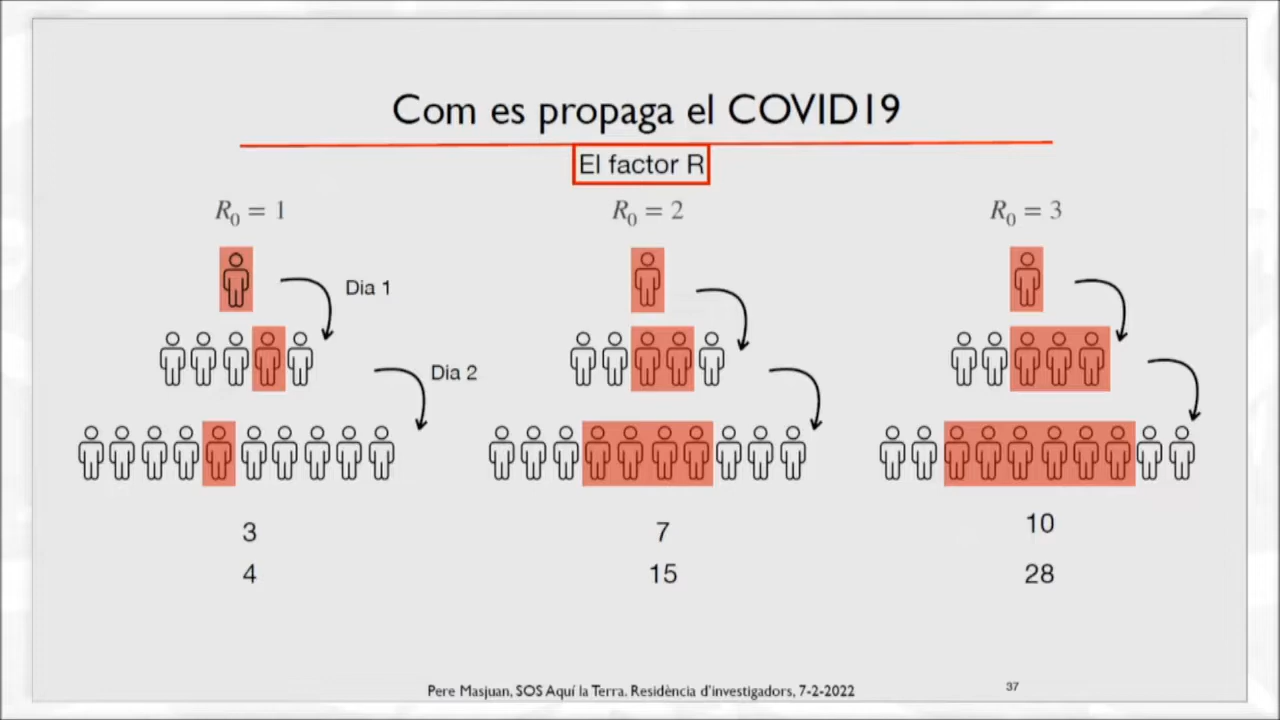 Com es propaga el COVID19
El factor R
R₀ = 1
R₀ = 2
R₀ = 3
Dia 1
Dia 2
3
7
10
4
15
28
Pere Masjuan, SOS Aquí la Terra. Residència d'investigadors, 7-2-2022
37